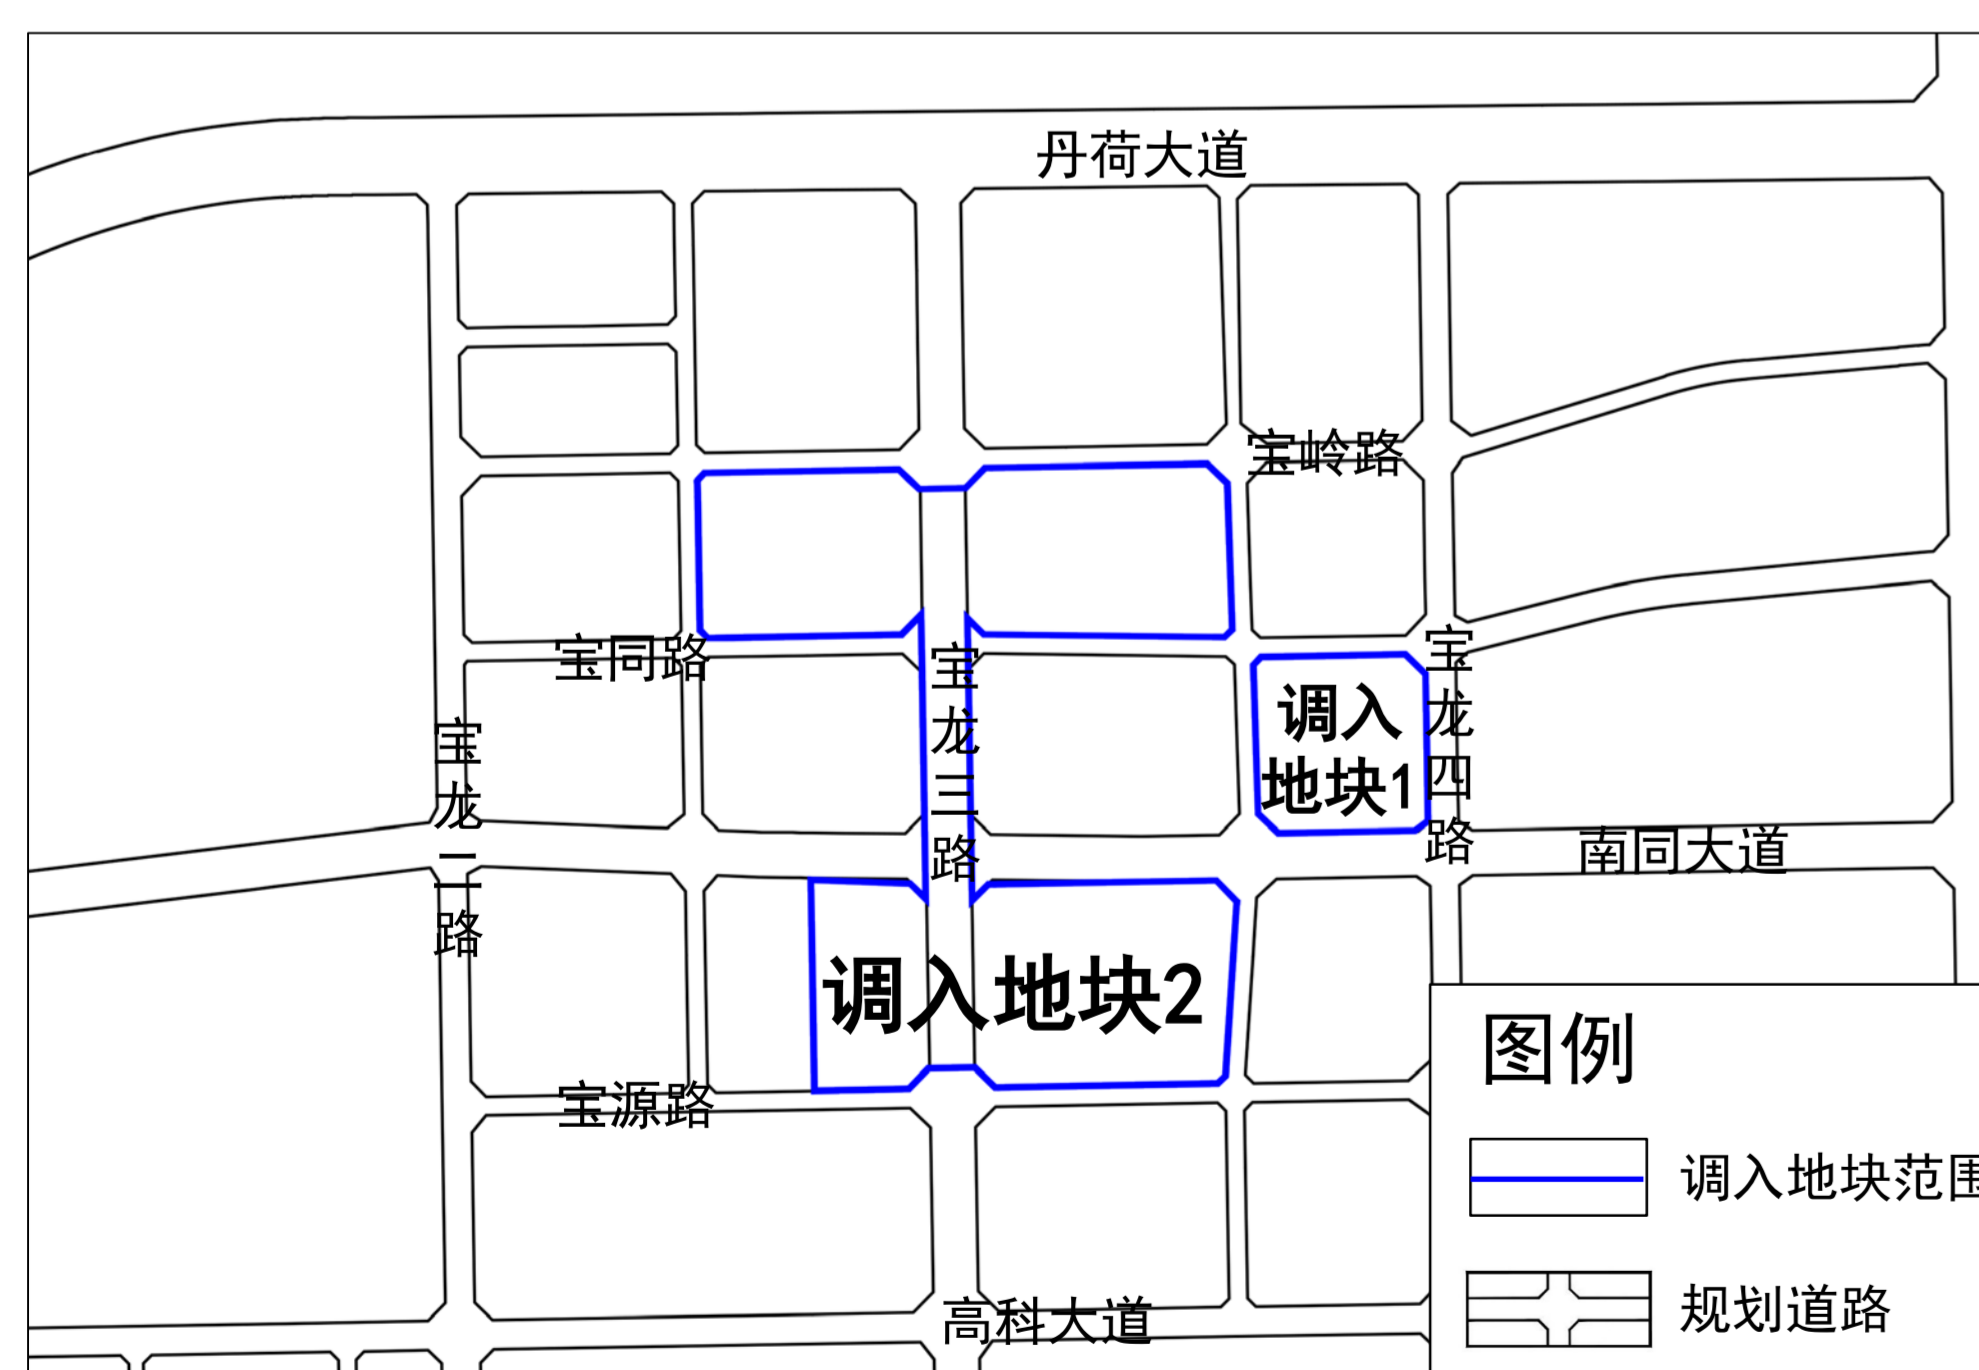 丹荷大道
宝岭路
宝同路
宝龙三路
宝龙四路
调入
地块1
宝龙二路
南同大道
调入地块2
宝源路
高科大道
图例
调入地块范围
规划道路